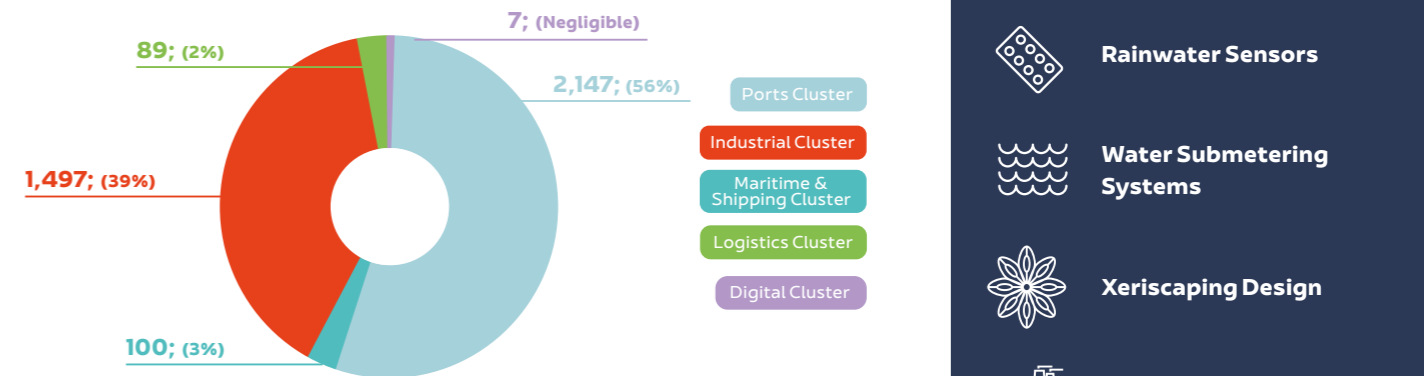 7; (Negligible)
89; (2%)
2,147; (56%)
1,497; (39%)
100; (3%)
Ports Cluster
Industrial Cluster
Maritime &
Shipping Cluster
Logistics Cluster
Digital Cluster
Rainwater Sensors
Water Submetering
Systems
Xeriscaping Design